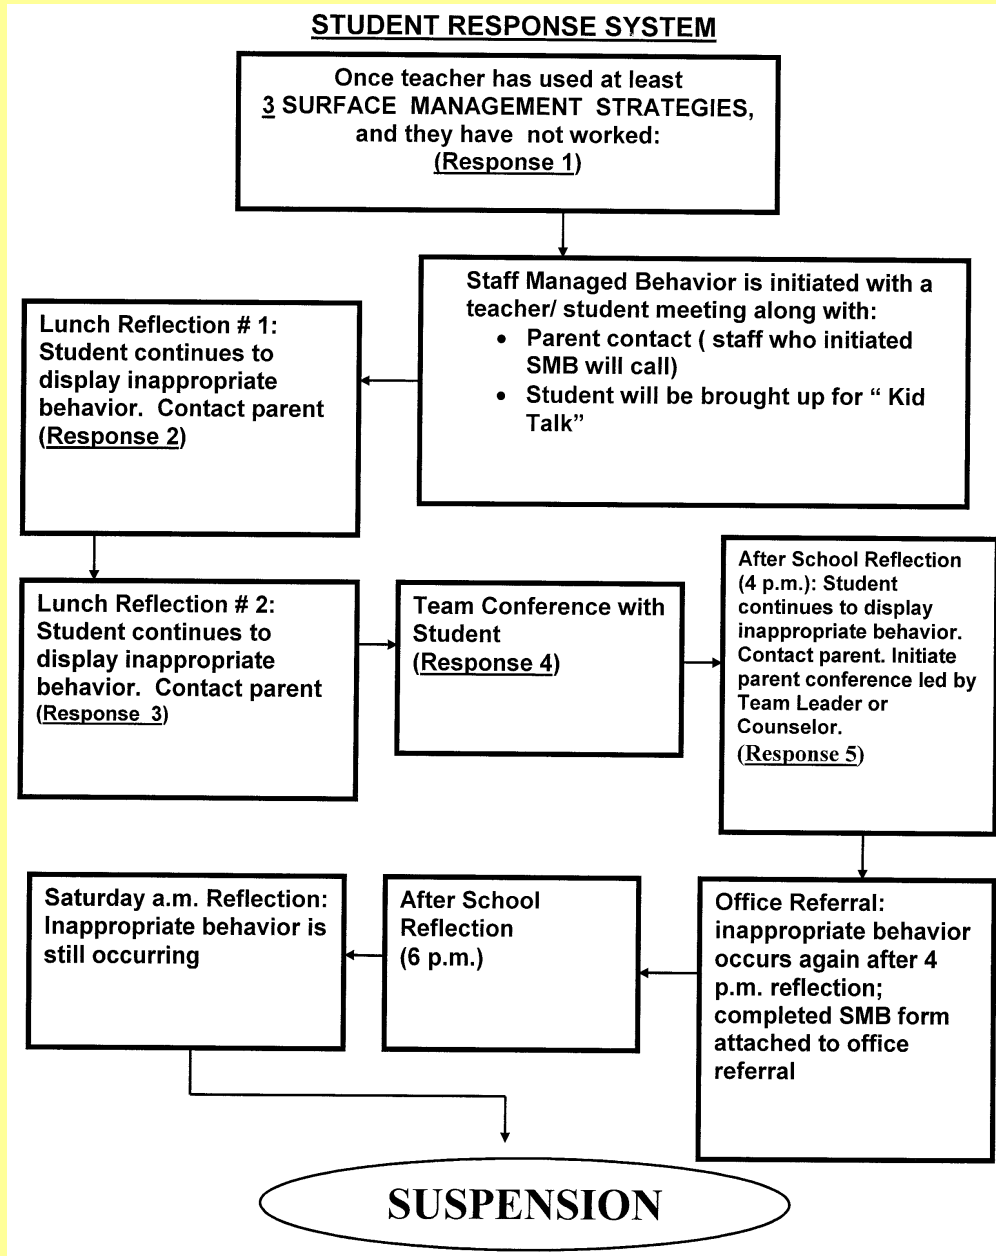 STUDENT RESPONSE SYSTEM
Once teacher has used at least
3 SURFACE MANAGEMENT STRATEGIES,
and they have not worked:
(Response 1)
Staff Managed Behavior is initiated with a
teacher/ student meeting along with:
• Parent contact ( staff who initiated
SMB will call)
• Student will be brought up for “ Kid
Talk”
Lunch Reflection # 1:
Student continues to
display inappropriate
behavior. Contact parent
(Response 2)
Lunch Reflection # 2:
Student continues to
display inappropriate
behavior. Contact parent
(Response 3)
Team Conference with
Student
(Response 4)
After School Reflection
(4 p.m.): Student
continues to display
inappropriate behavior.
Contact parent. Initiate
parent conference led by
Team Leader or
Counselor.
(Response 5)
Office Referral:
inappropriate behavior
occurs again after 4
p.m. reflection;
completed SMB form
attached to office
referral
After School
Reflection
(6 p.m.)
Saturday a.m. Reflection:
Inappropriate behavior is
still occurring
SUSPENSION